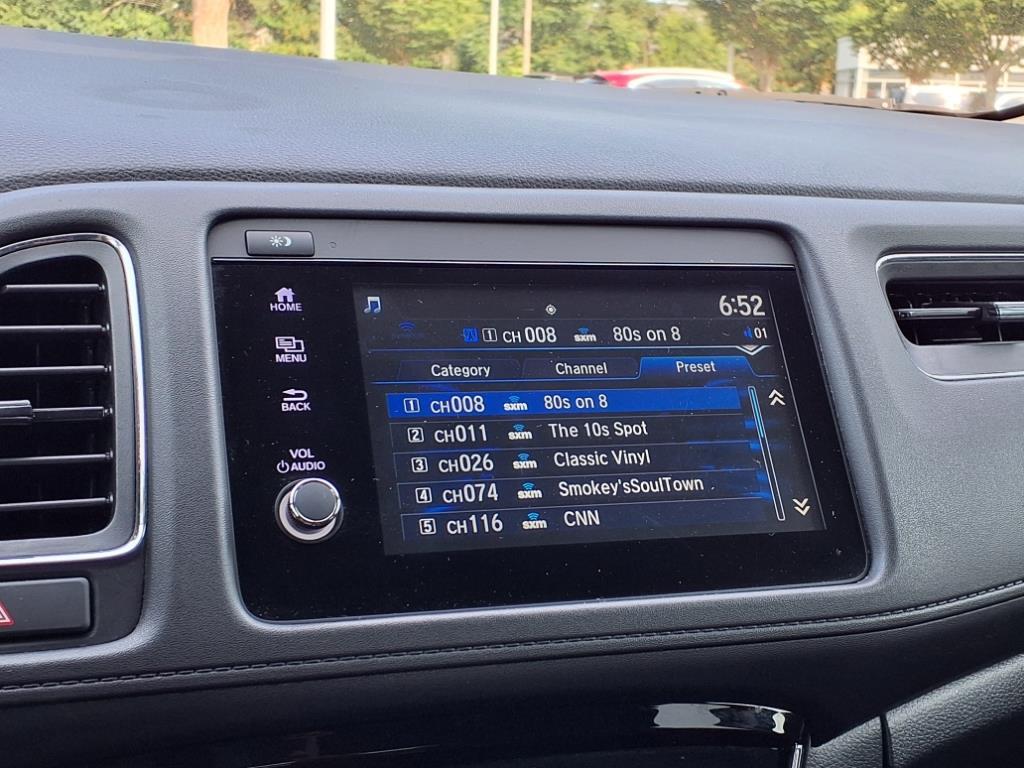 HOME
MENU
BACK
VOL
AUDIO
6:52
1 CH 008 sxm 80s on 8 01
Category Channel Preset
1 CH008 sxm 80s on 8
2 CH011 sxm The 10s Spot
3 CH026 sxm Classic Vinyl
4 CH074 sxm Smokey'sSoulTown
5 CH116 sxm CNN